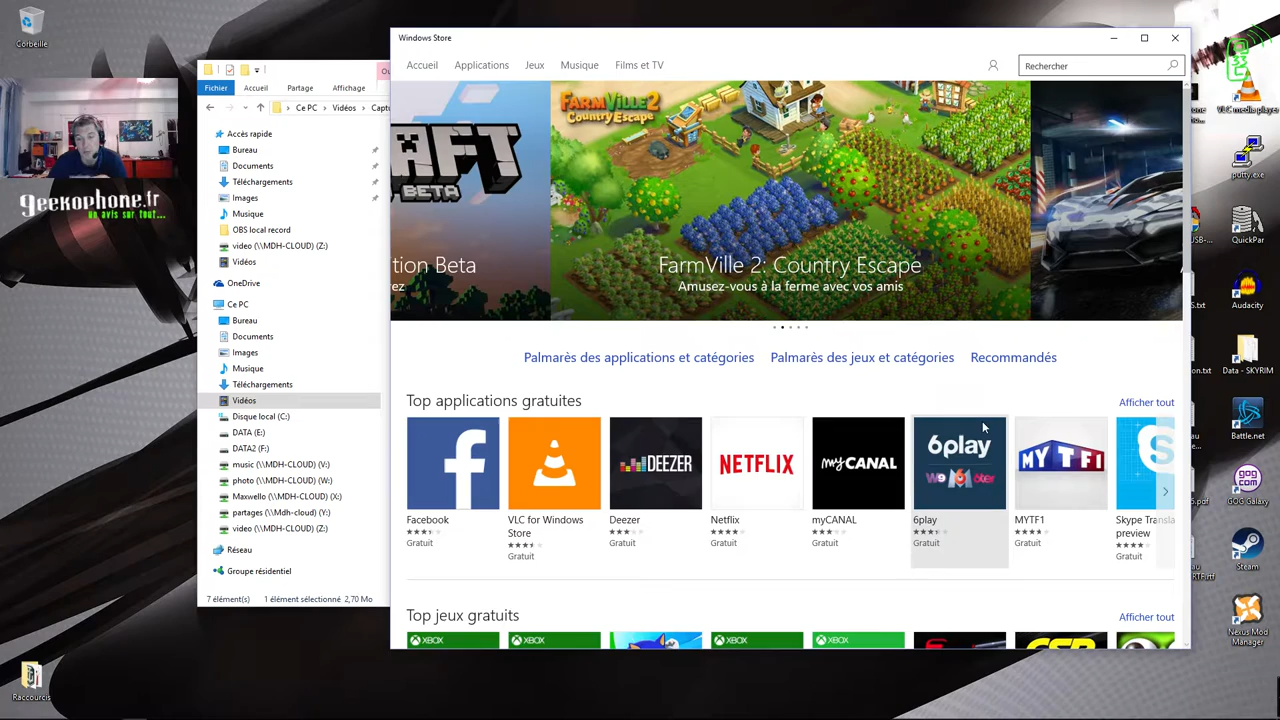 Corbeille
geekophone.fr
un avis sur tout...
Raccourcis
Fichier
Accueil
Partage
Affichage
Ce PC
Vidéos
Accès rapide
Bureau
Documents
Téléchargements
Images
Musique
OBS local record
video (\\MDH-CLOUD) (Z:)
Vidéos
OneDrive
Ce PC
Bureau
Documents
Images
Musique
Téléchargements
Vidéos
Disque local (C:)
DATA (E:)
DATA2 (F:)
music (\\MDH-CLOUD) (V:)
photo (\\MDH-CLOUD) (W:)
Maxwello (\\MDH-CLOUD) (X:)
partages (\\Mdh-cloud) (Y:)
video (\\MDH-CLOUD) (Z:)
Réseau
Groupe résidentiel
7 élément(s) 1 élément sélectionné 2,70 Mo
Windows Store
Accueil Applications Jeux Musique Films et TV
Rechercher
BETA
tion Beta
FARMVILLE 2
Country Escape
FarmVille 2: Country Escape
Amusez-vous à la ferme avec vos amis
Palmarès des applications et catégories Palmarès des jeux et catégories Recommandés
Top applications gratuites
Afficher tout
DEEZER
NETFLIX
myCANAL
6play
MYTF1
Facebook
Gratuit
VLC for Windows
Store
Gratuit
Deezer
Gratuit
Netflix
Gratuit
myCANAL
Gratuit
6play
Gratuit
MYTF1
Gratuit
preview
Gratuit
Top jeux gratuits
Afficher tout
XBOX
XBOX
XBOX
XBOX
VLC media player
putty.exe
QuickPar
Audacity
Data - SKYRIM
Battle.net
GOG.COM
GOG Galaxy
Steam
Nexus Mod
Manager